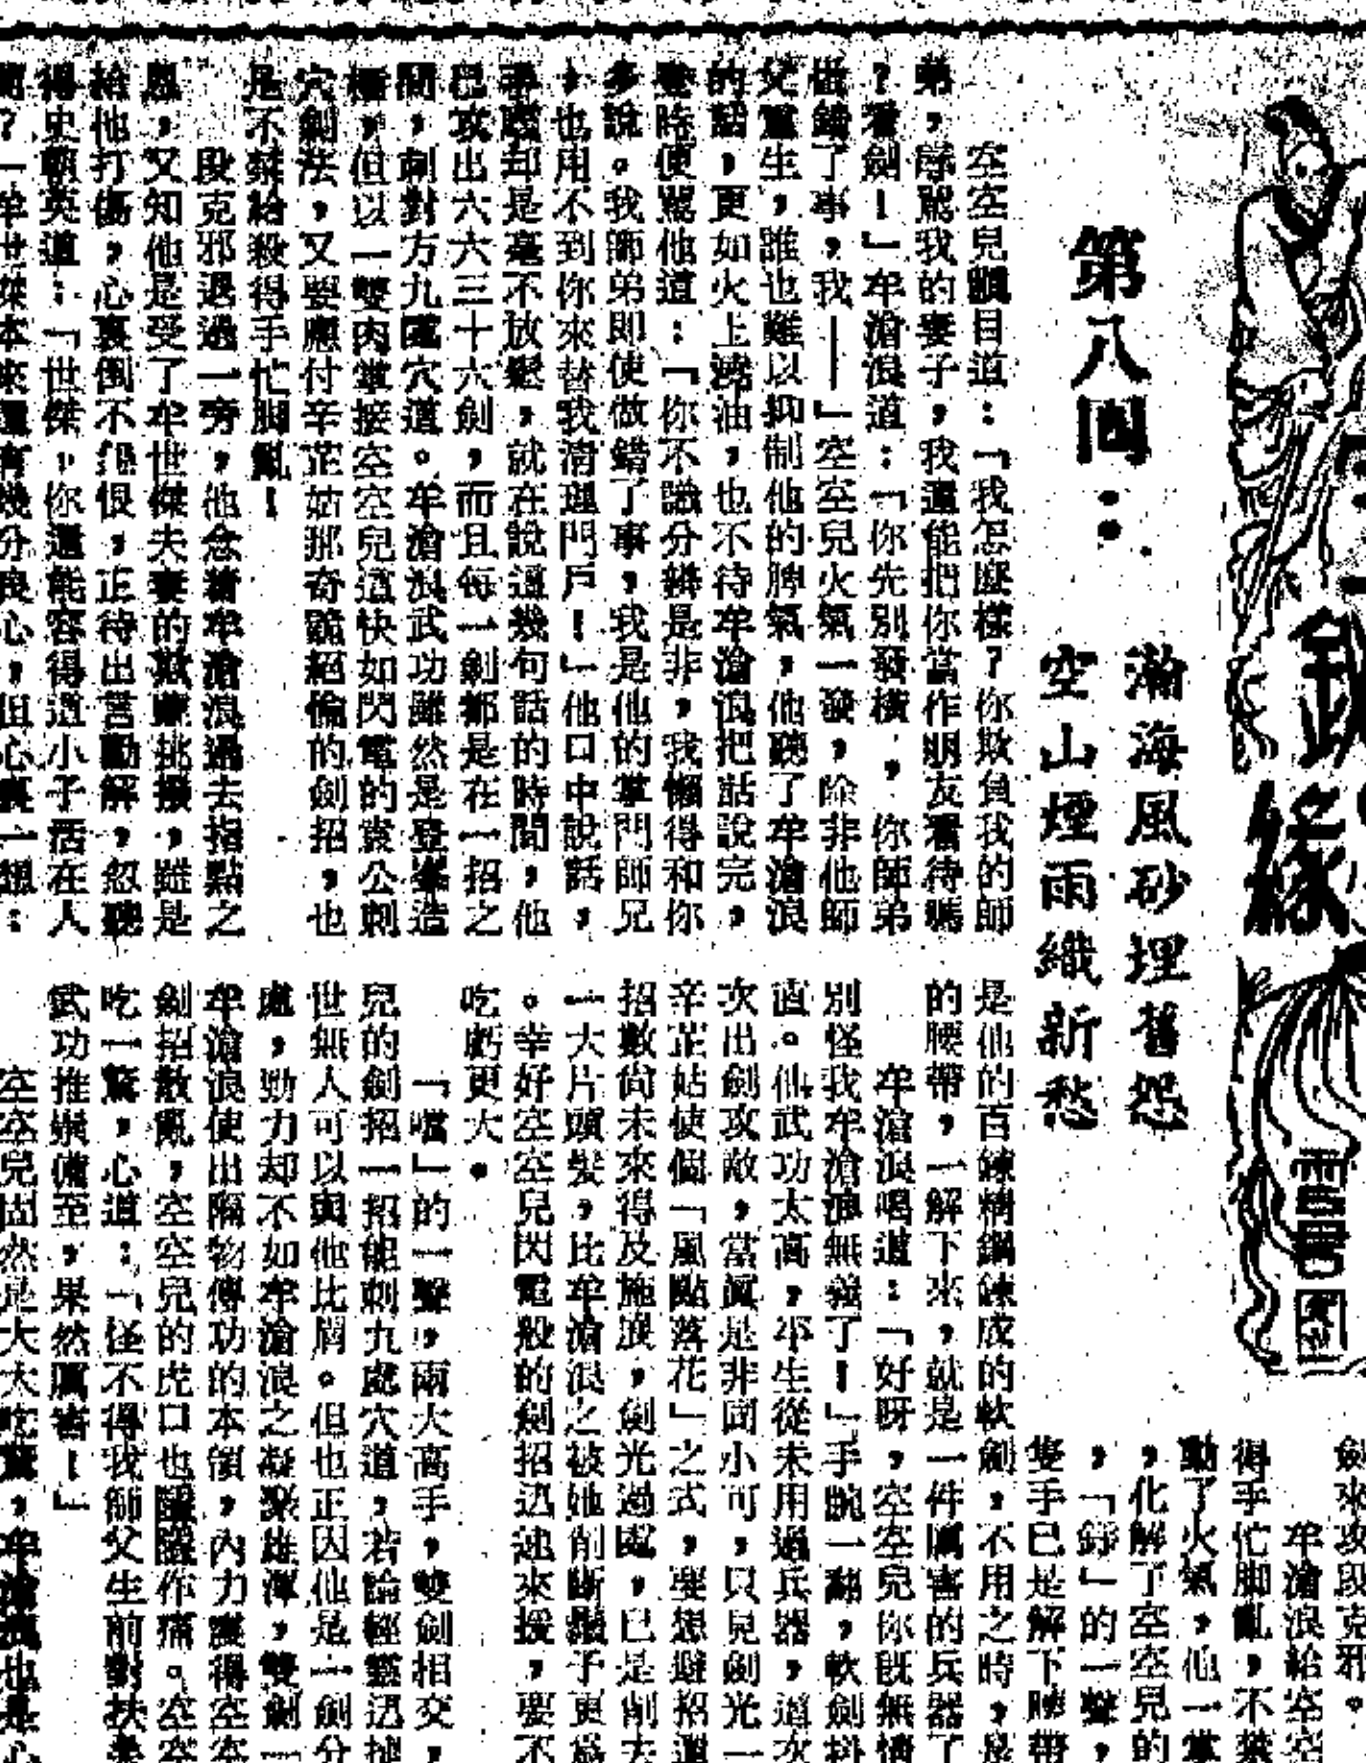 釵緣
雲君圖
第八回：
瀚海風砂埋舊怨
空山煙雨織新愁
空空兒瞋目道：「我怎麼樣？你欺負我的師
弟，辱罵我的妻子，我還能把你當作朋友看待嗎
？看劍！」牟滄浪道：「你先別發橫，你師弟
做錯了事，我——」空空兒火氣一發，除非他師
父重生，誰也難以抑制他的脾氣，他聽了牟滄浪
的話，更如火上澆油，也不待牟滄浪把話說完，
登時便罵他道：「你不識分辨是非，我懶得和你
多說。我師弟即使做錯了事，我是他的掌門師兄
，也用不到你來替我清理門戶！」他口中說話，
手底却是毫不放鬆，就在說這幾句話的時間，他
已攻出六六三十六劍，而且每一劍都是在一招之
間，刺對方九處穴道。牟滄浪武功雖然是登峯造
極，但以一雙肉掌接空空兒這快如閃電的袁公刺
穴劍法，又要應付辛芷姑那奇詭絕倫的劍招，也
是不禁給殺得手忙脚亂！
段克邪退過一旁，他念着牟滄浪過去指點之
恩，又知他是受了牟世傑夫妻的欺騙挑撥，雖是
給他打傷，心裏倒不怨恨，正待出言勸解，忽聽
得史朝英道：「世傑，你還能容得這小子活在人
間？」牟世傑本來還有幾分良心，但心裏一想：
劍來攻段克邪。
牟滄浪給空空
得手忙脚亂，不禁
動了火氣，他一掌
，化解了空空兒的
，「錚」的一聲，
隻手已是解下腰帶
是他的百鍊精鋼鍊成的軟劍，不用之時，是
的腰帶，一解下來，就是一件厲害的兵器了
牟滄浪喝道：「好呀，空空兒你既無情
別怪我牟滄浪無義了！」手腕一翻，軟劍掛
直。他武功太高，平生從未用過兵器，這次
次出劍攻敵，當眞是非同小可，只見劍光一
辛芷姑使個「風點落花」之式，要想避招還
招數尚未來得及施展，劍光過處，已是削去
一大片頭髮，比牟滄浪之被她削斷鬍子更爲
。幸好空空兒閃電般的劍招迅速來援，要不
吃虧更大。
「噹」的一聲，兩大高手，雙劍相交，
兒的劍招一招能刺九處穴道，若論輕靈迅捷
世無人可以與他比肩。但也正因他是一劍分
處，勁力却不如牟滄浪之凝聚雄渾，雙劍一
牟滄浪使出隔物傳功的本領，內力震得空空
劍招散亂，空空兒的虎口也隱隱作痛。空空
吃一驚，心道：「怪不得我師父生前對扶桑
武功推崇備至，果然厲害！」
空空兒固然是大大吃驚，牟滄浪也是心